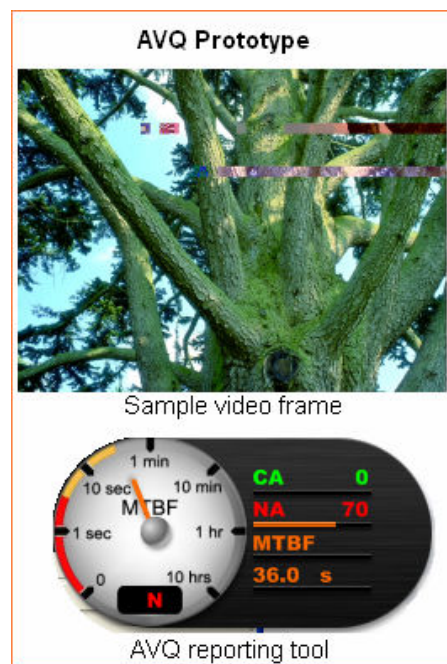 AVQ Prototype
Sample video frame
1 min
10 sec
10 min
MTBF
1 sec
1 hr
0
10 hrs
N
CA 0
NA 70
MTBF
36.0 s
AVQ reporting tool